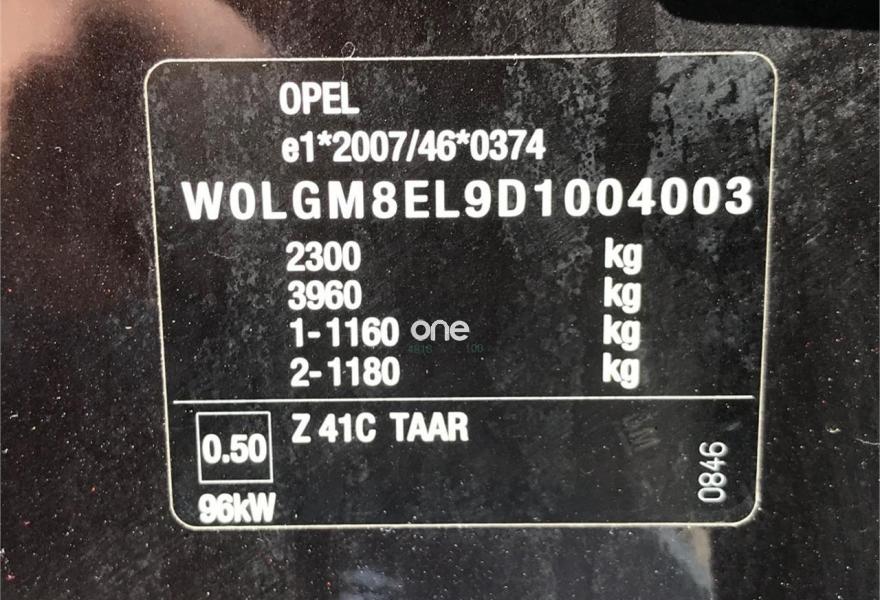 OPEL
e1*2007/46*0374
W0LGM8EL9D1004003
2300 kg
3960 kg
1-1160 kg
one
2-1180 kg
0.50 Z 41C TAAR
96kW
0846
GM